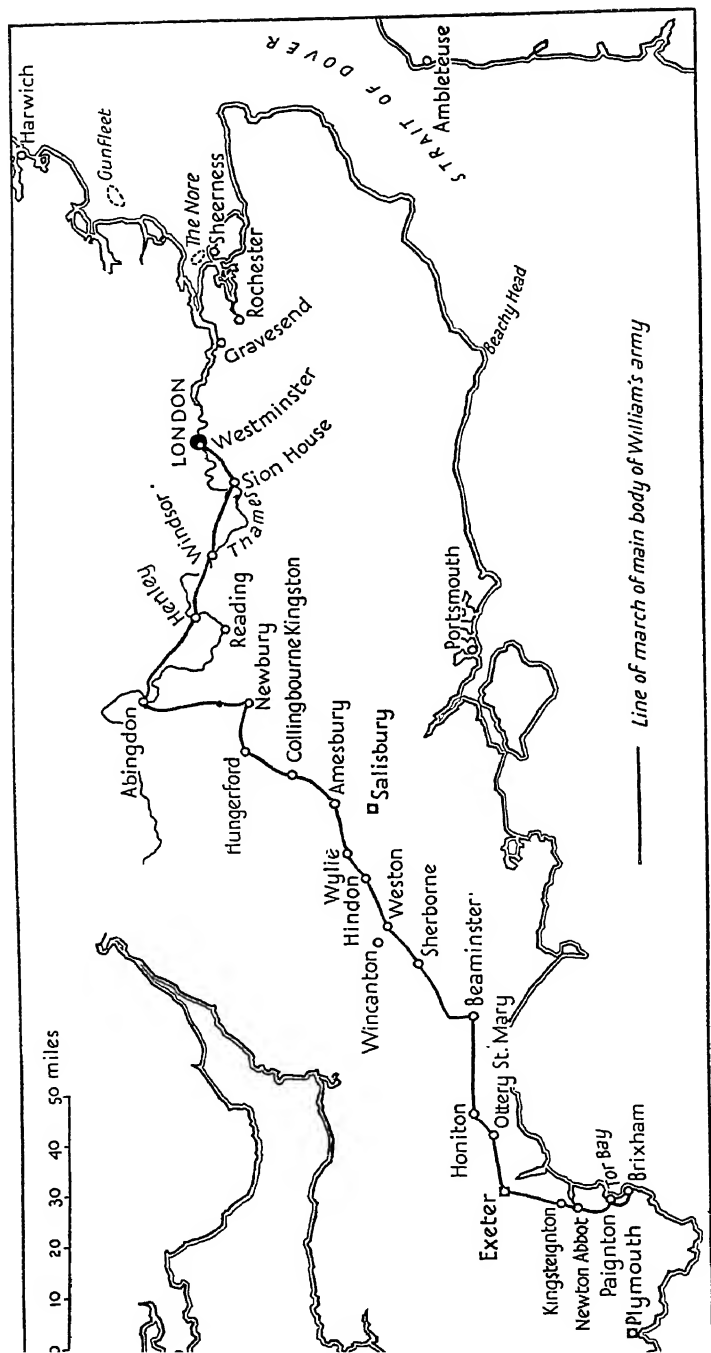 Harwich
Gunfleet
The Nore
Sheerness
Rochester
Gravesend
STRAIT OF DOVER
Ambleteuse
LONDON
Westminster
Sion House
Windsor
Thames
Henley
Reading
Beachy Head
Abingdon
Newbury
Hungerford
Collingbourne Kingston
Amesbury
Salisbury
Portsmouth
Wylie
Hindon
Weston
Wincanton
Sherborne
Beaminster
Honiton
Ottery St. Mary
Exeter
Kingsteignton
Newton Abbot
Tor Bay
Paignton
Brixham
Plymouth
0 10 20 30 40 50 miles
Line of march of main body of William's army